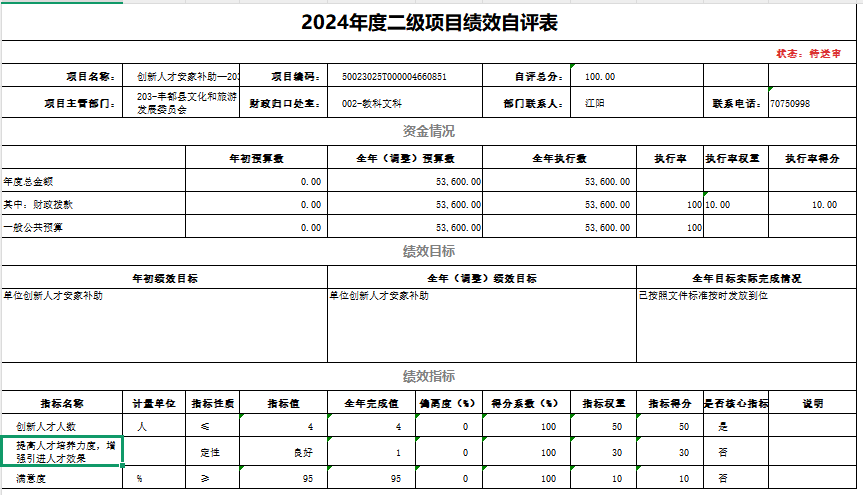 2024年度二级项目绩效自评表
状态：待送审
项目名称： 创新人才安家补助—202 项目编码： 50023025T000004660851 自评总分： 100.00
项目主管部门： 203-丰都县文化和旅游发展委员会 财政归口处室： 002-教科文科 部门联系人： 江阳 联系电话： 70750998
资金情况
年初预算数 全年（调整）预算数 全年执行数 执行率 执行率权重 执行率得分
年度总金额 0.00 53,600.00 53,600.00
其中：财政拨款 0.00 53,600.00 53,600.00 100 10.00 10.00
一般公共预算 0.00 53,600.00 53,600.00 100
绩效目标
年初绩效目标 全年（调整）绩效目标 全年目标实际完成情况
单位创新人才安家补助 单位创新人才安家补助 已按照文件标准按时发放到位
绩效指标
指标名称 计量单位 指标性质 指标值 全年完成值 偏离度（%） 得分系数（%） 指标权重 指标得分 是否核心指标 说明
创新人才人数 人 ≤ 4 4 0 100 50 50 是
提高人才培养力度，增强引进人才效果 定性 良好 1 0 100 30 30 否
满意度 % ≥ 95 95 0 100 10 10 否